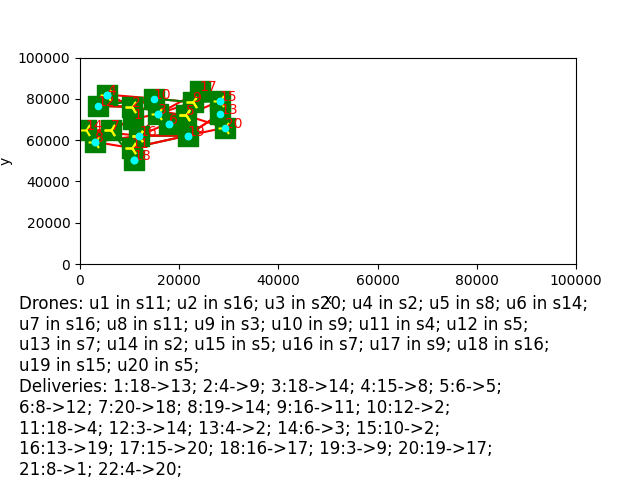 100000
80000
60000
40000
20000
0
y
0 20000 40000 60000 80000 100000
x
17
20
Drones: u1 in s11; u2 in s16; u3 in s20; u4 in s2; u5 in s8; u6 in s14;
u7 in s16; u8 in s11; u9 in s3; u10 in s9; u11 in s4; u12 in s5;
u13 in s7; u14 in s2; u15 in s5; u16 in s7; u17 in s9; u18 in s16;
u19 in s15; u20 in s5;
Deliveries: 1:18->13; 2:4->9; 3:18->14; 4:15->8; 5:6->5;
6:8->12; 7:20->18; 8:19->14; 9:16->11; 10:12->2;
11:18->4; 12:3->14; 13:4->2; 14:6->3; 15:10->2;
16:13->19; 17:15->20; 18:16->17; 19:3->9; 20:19->17;
21:8->1; 22:4->20;